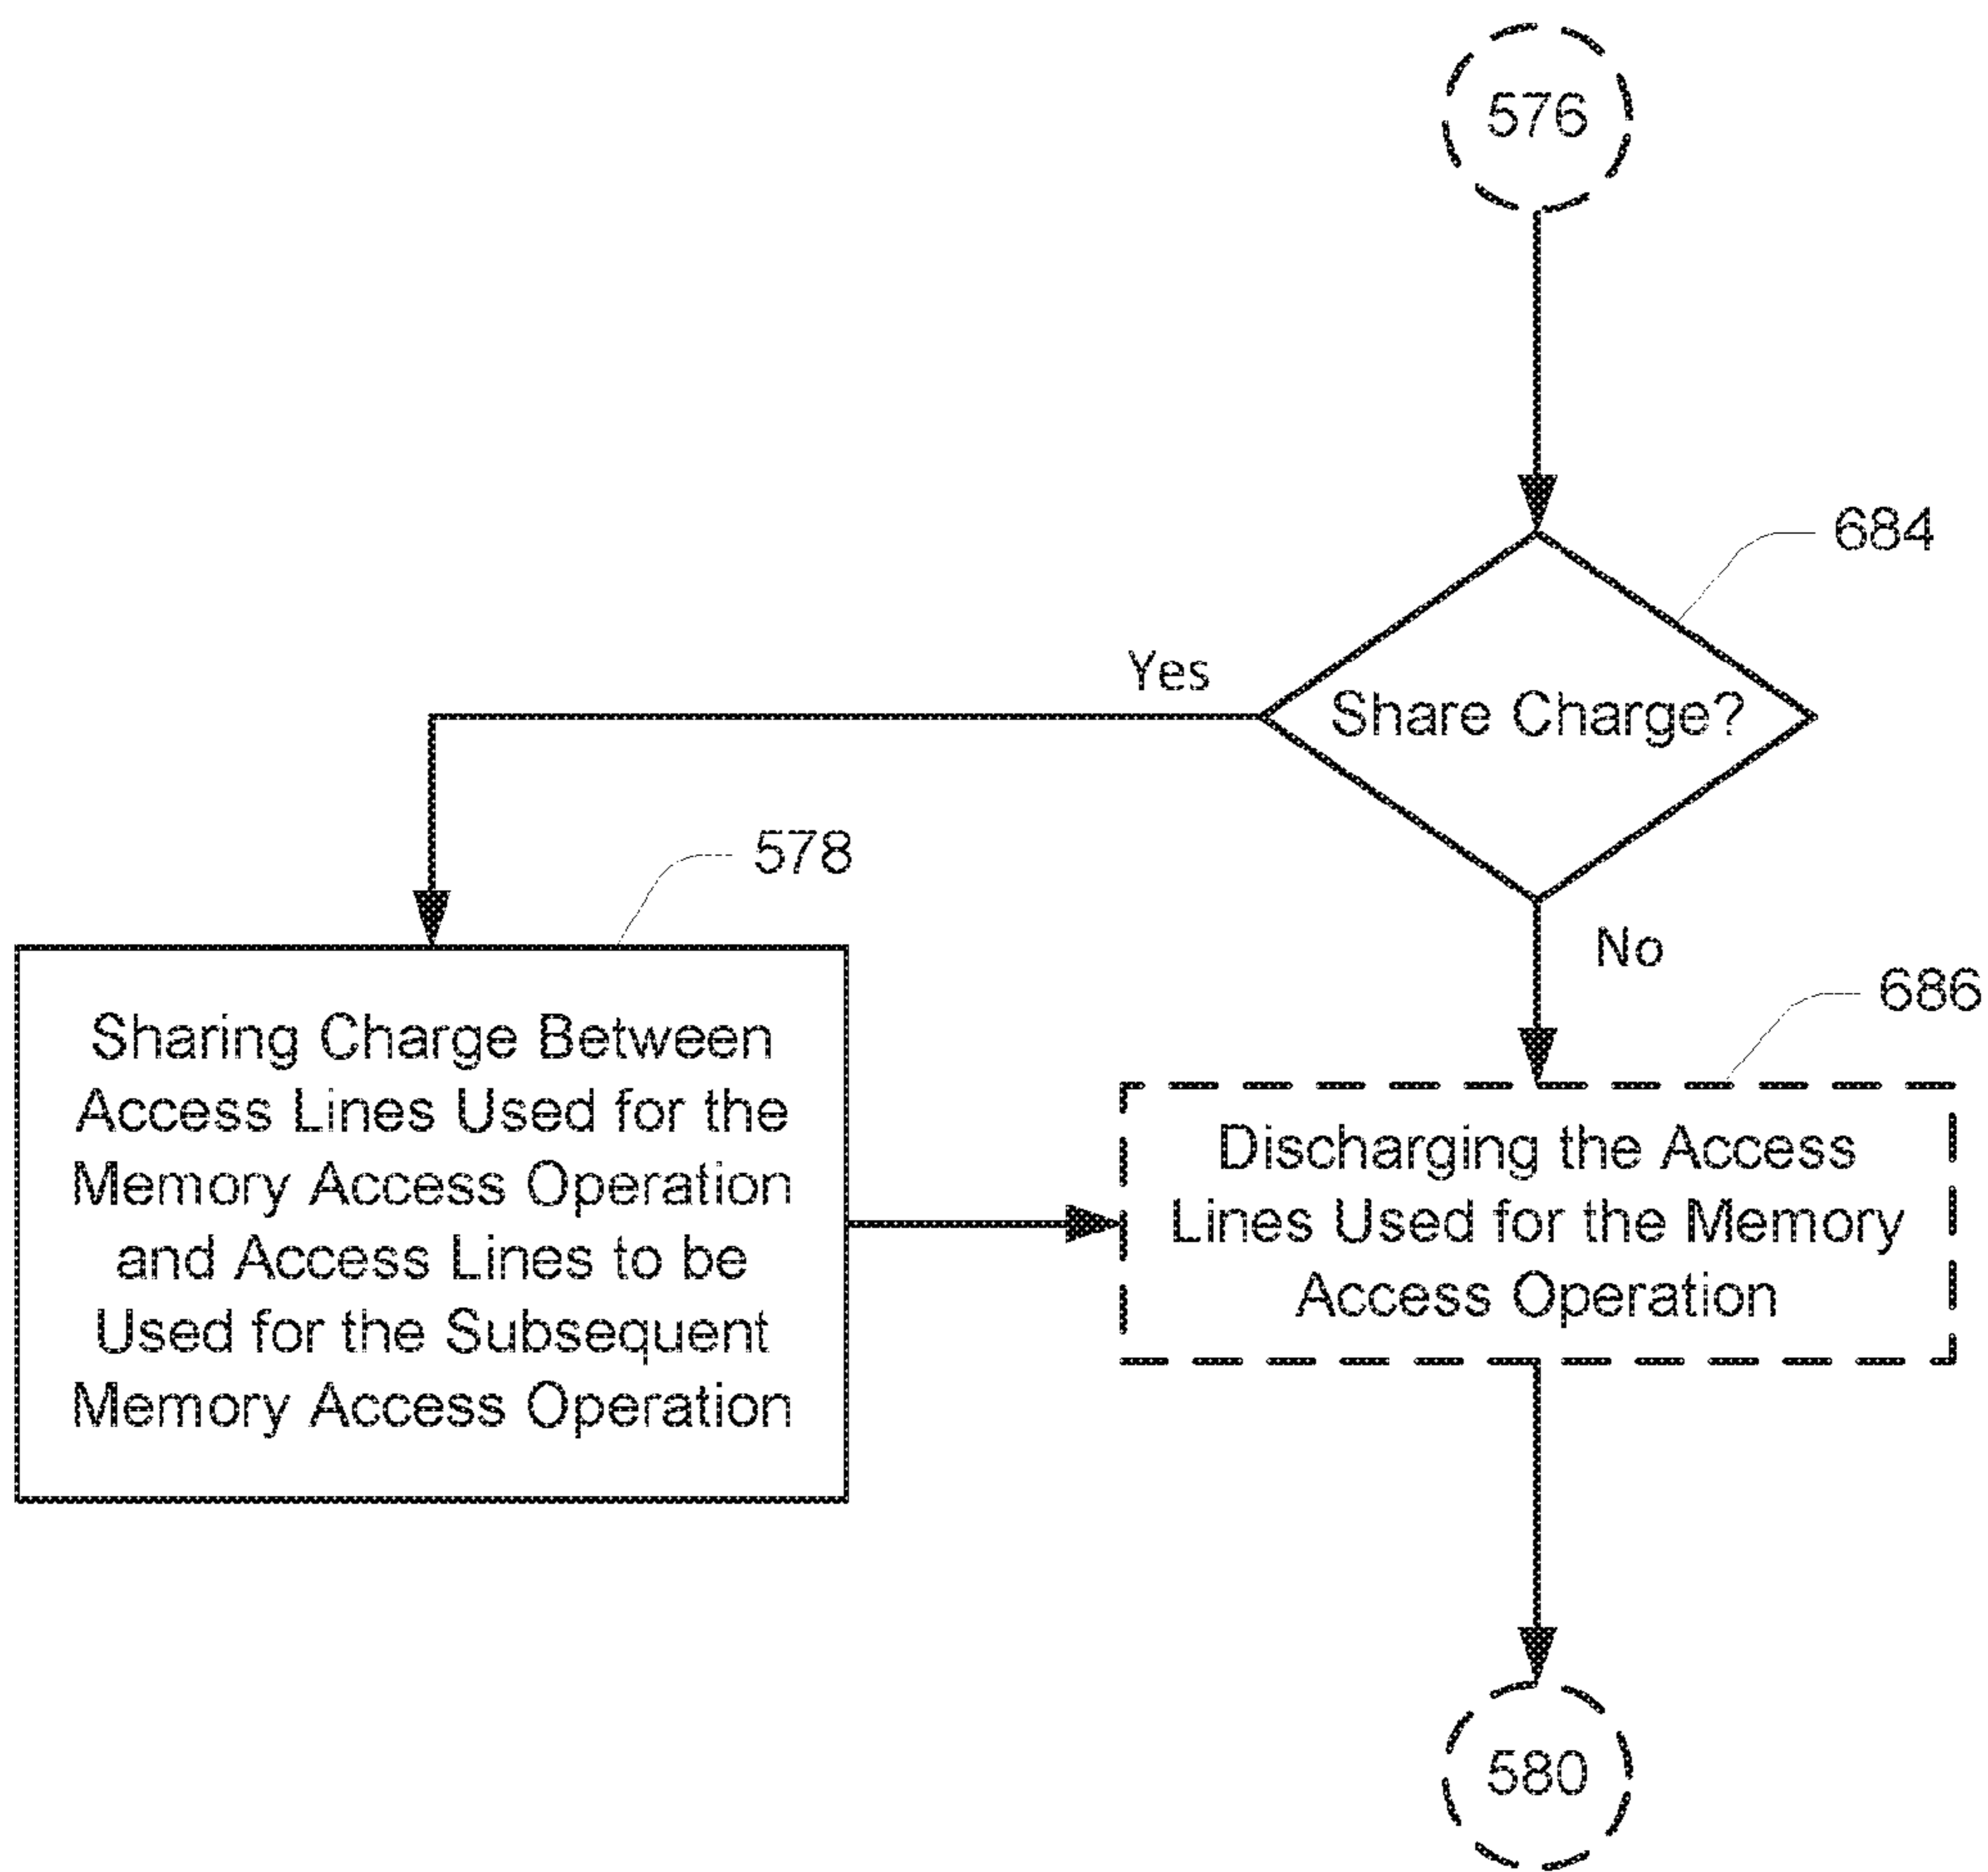 576
684
Share Charge?
Yes
578
No
686
Sharing Charge Between
Access Lines Used for the
Memory Access Operation
and Access Lines to be
Used for the Subsequent
Memory Access Operation
Discharging the Access
Lines Used for the Memory
Access Operation
580